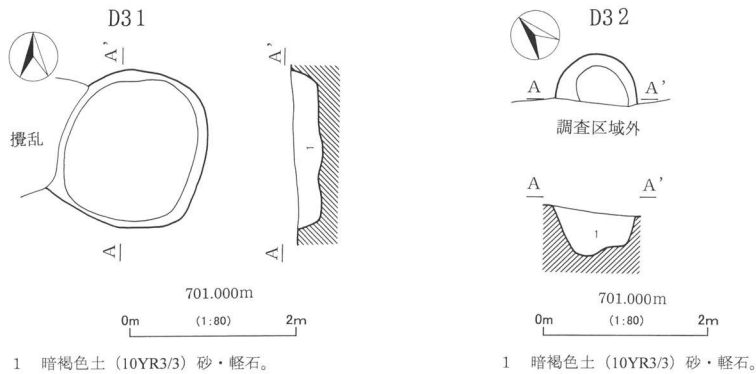 D31
A'
A'
攪乱
1
A
A
701.000m
0m (1:80) 2m
1 暗褐色土 (10YR3/3) 砂・軽石。
D32
A A'
調査区域外
A A'
1
701.000m
0m (1:80) 2m
1 暗褐色土 (10YR3/3) 砂・軽石。